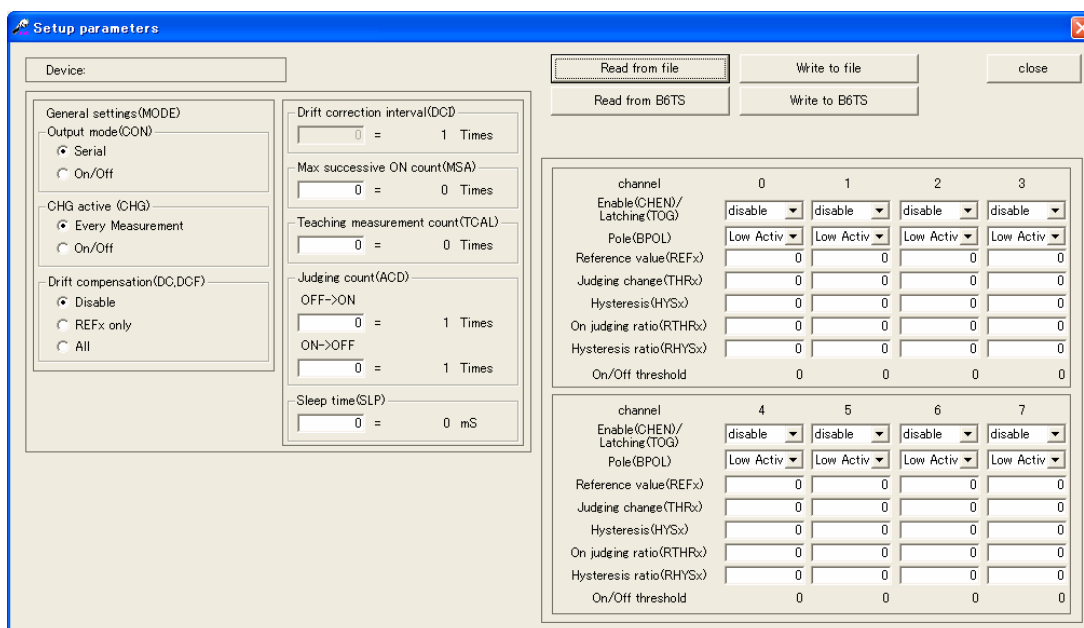 Setup parameters
Device:
Read from file
Write to file
close
Read from B6TS
Write to B6TS
General settings(MODE)
Output mode(CON)
Serial
On/Off
CHG active (CHG)
Every Measurement
On/Off
Drift compensation(DC,DCF)
Disable
REFx only
All
Drift correction interval(DCI)
0 = 1 Times
Max successive ON count(MSA)
0 = 0 Times
Teaching measurement count(TCAL)
0 = 0 Times
Judging count(ACD)
OFF->ON
0 = 1 Times
ON->OFF
0 = 1 Times
Sleep time(SLP)
0 = 0 mS
channel 0 1 2 3
Enable(CHEN)/
Latching(TOG) disable disable disable disable
Pole(BPOL) Low Activ Low Activ Low Activ Low Activ
Reference value(REFx) 0 0 0 0
Judging change(THRx) 0 0 0 0
Hysteresis(HYSx) 0 0 0 0
On judging ratio(RTHRx) 0 0 0 0
Hysteresis ratio(RHYSx) 0 0 0 0
On/Off threshold 0 0 0 0
channel 4 5 6 7
Enable(CHEN)/
Latching(TOG) disable disable disable disable
Pole(BPOL) Low Activ Low Activ Low Activ Low Activ
Reference value(REFx) 0 0 0 0
Judging change(THRx) 0 0 0 0
Hysteresis(HYSx) 0 0 0 0
On judging ratio(RTHRx) 0 0 0 0
Hysteresis ratio(RHYSx) 0 0 0 0
On/Off threshold 0 0 0 0